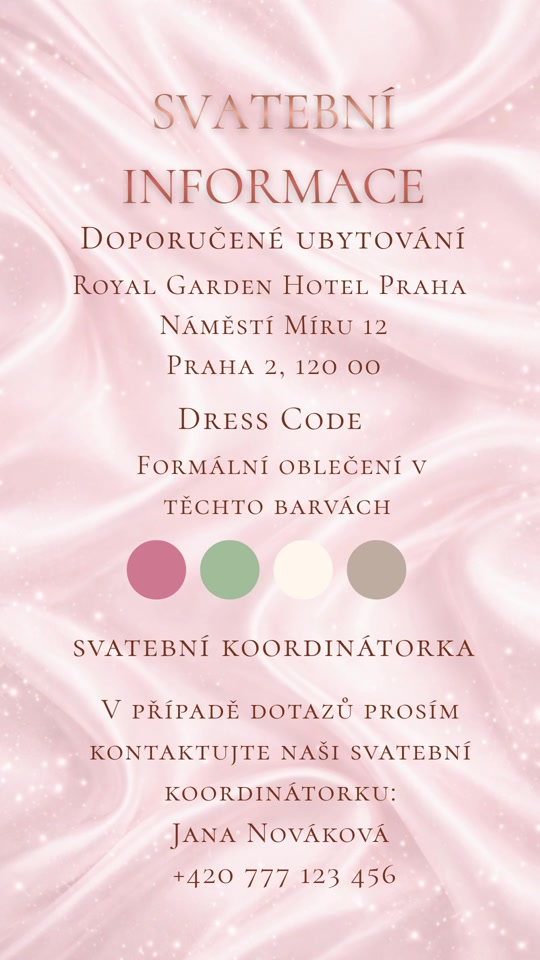 SVATEBNÍ
INFORMACE
Doporučené ubytování
Royal Garden Hotel Praha
Náměstí Míru 12
Praha 2, 120 00
Dress Code
Formální oblečení v
těchto barvách
svatební koordinátorka
V případě dotazů prosím
kontaktujte naši svatební
koordinátorku:
Jana Nováková
+420 777 123 456